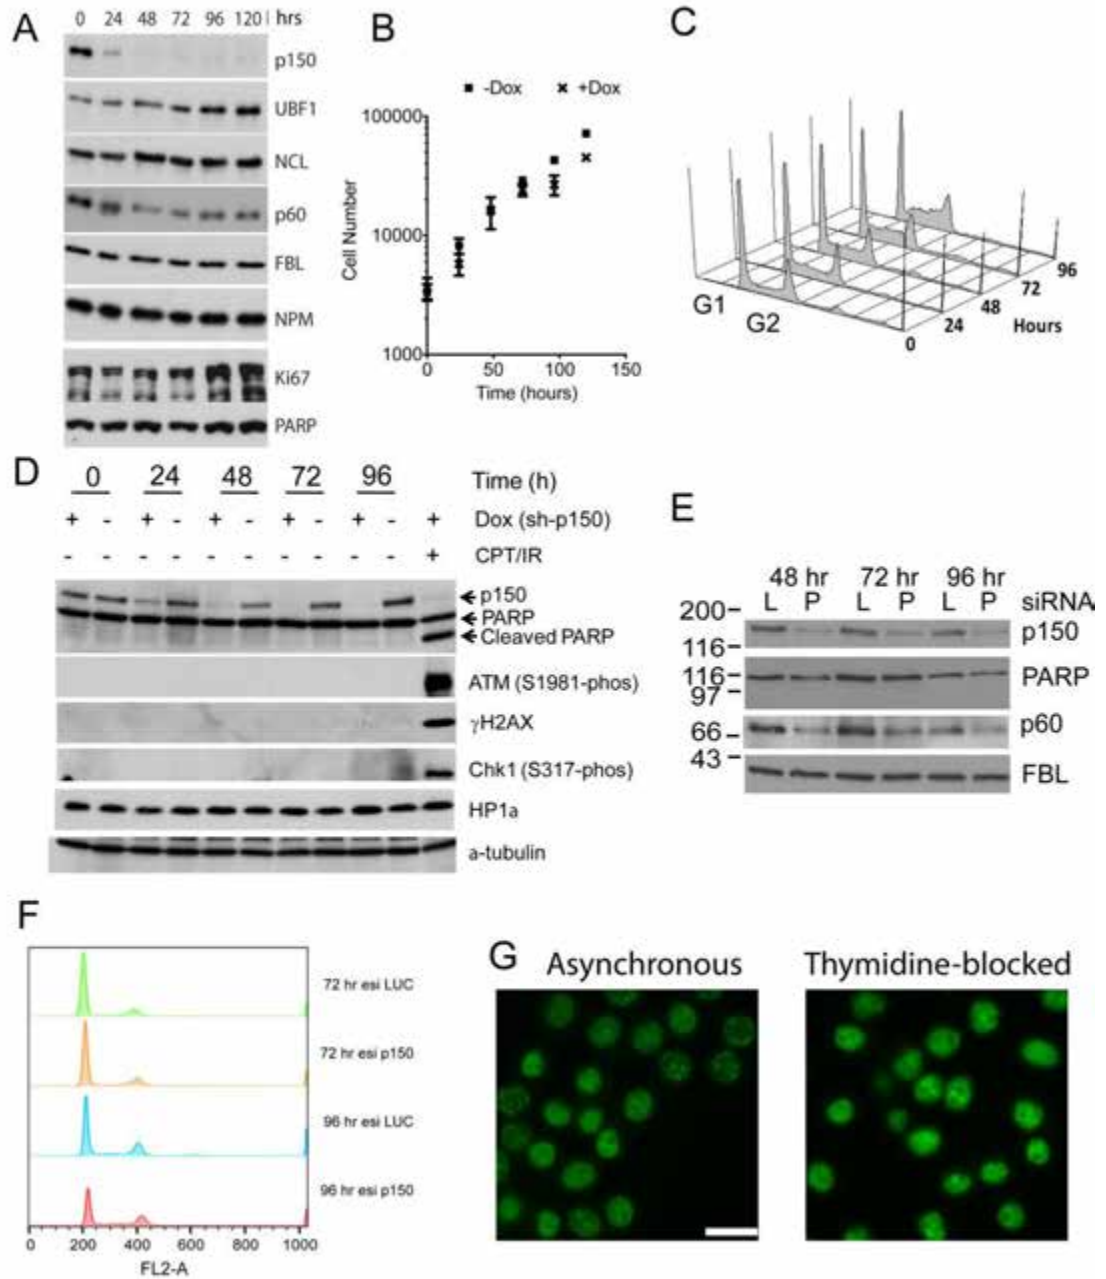 A
0 24 48 72 96 120 hrs
p150
UBF1
NCL
p60
FBL
NPM
Ki67
PARP
B
-Dox +Dox
100000
10000
1000
Cell Number
0 50 100 150
Time (hours)
C
G1
G2
0
24
48
72
96
Hours
D
0 24 48 72 96 Time (h)
+ - + - + - + - + - + Dox (sh-p150)
- - - - - - - - - - + CPT/IR
p150
PARP
Cleaved PARP
ATM (S1981-phos)
γH2AX
Chk1 (S317-phos)
HP1a
a-tubulin
E
48 hr 72 hr 96 hr
L P L P L P siRNA
200
116
116
97
66
43
p150
PARP
p60
FBL
F
72 hr esi LUC
72 hr esi p150
96 hr esi LUC
96 hr esi p150
0 200 400 600 800 1000
FL2-A
G
Asynchronous Thymidine-blocked